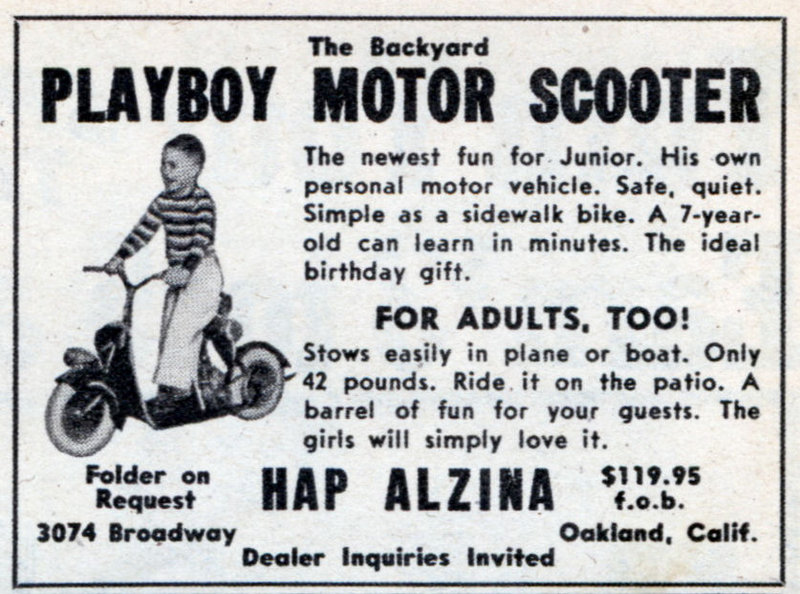 The Backyard
PLAYBOY MOTOR SCOOTER
The newest fun for Junior. His own
personal motor vehicle. Safe, quiet.
Simple as a sidewalk bike. A 7-year-
old can learn in minutes. The ideal
birthday gift.
FOR ADULTS, TOO!
Stows easily in plane or boat. Only
42 pounds. Ride it on the patio. A
barrel of fun for your guests. The
girls will simply love it.
Folder on
Request
HAP ALZINA
$119.95
f.o.b.
3074 Broadway
Oakland, Calif.
Dealer Inquiries Invited